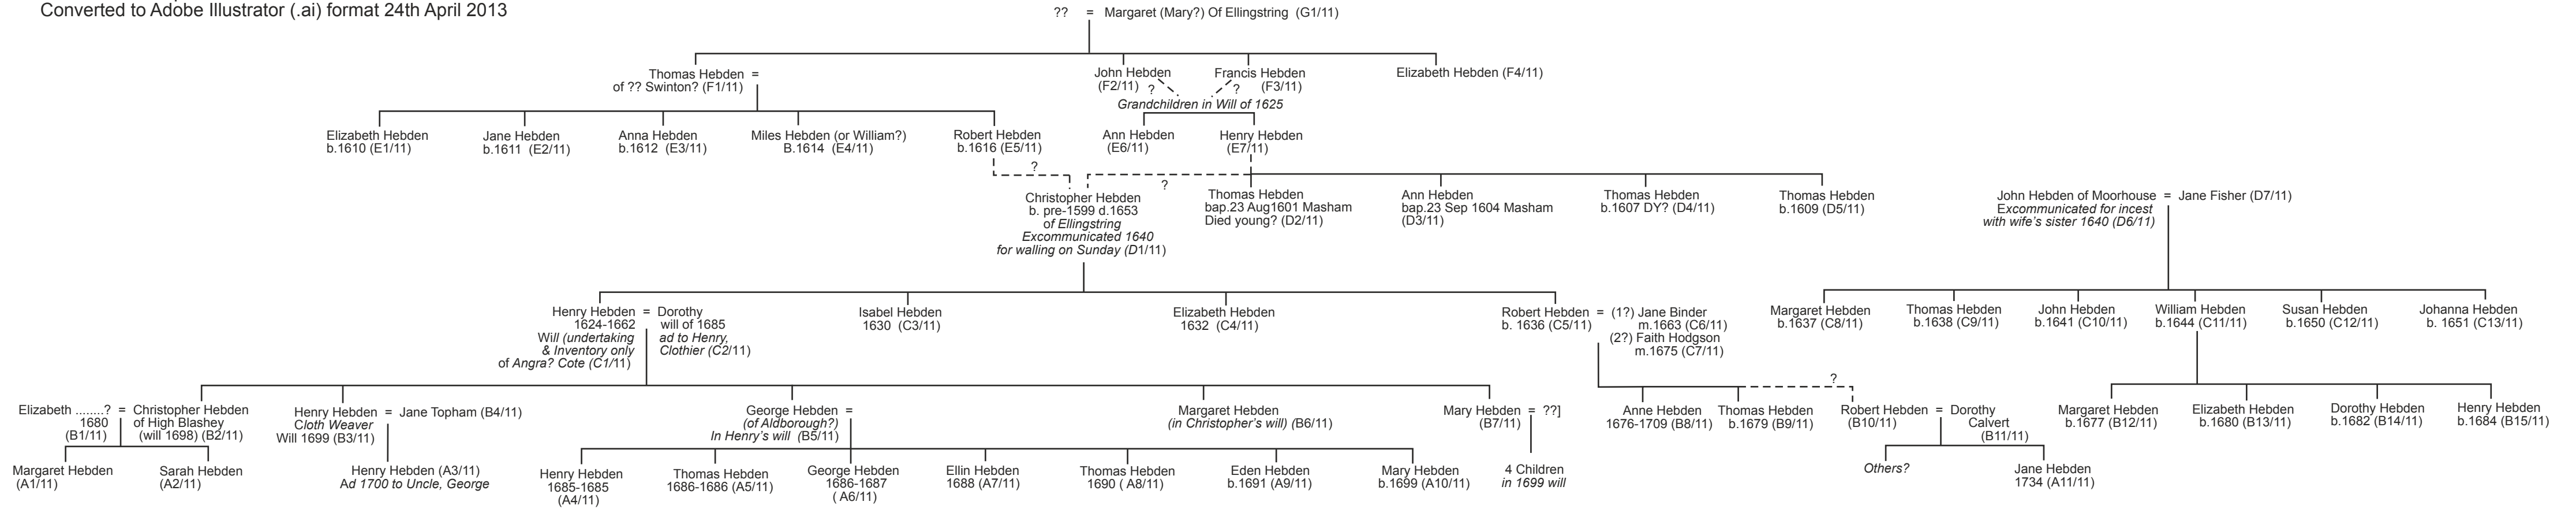 Converted to Adobe Illustrator (.ai) format 24th April 2013
?? = Margaret (Mary?) Of Ellingstring (G1/11)
Thomas Hebden =
of ?? Swinton? (F1/11)
John Hebden
(F2/11) ?
Francis Hebden
? (F3/11)
Elizabeth Hebden (F4/11)
Grandchildren in Will of 1625
Elizabeth Hebden
b.1610 (E1/11)
Jane Hebden
b.1611 (E2/11)
Anna Hebden
b.1612 (E3/11)
Miles Hebden (or William?)
B.1614 (E4/11)
Robert Hebden
b.1616 (E5/11)
Ann Hebden
(E6/11)
Henry Hebden
(E7/11)
?
?
Christopher Hebden
b. pre-1599 d.1653
of Ellingstring
Excommunicated 1640
for walling on Sunday (D1/11)
Thomas Hebden
bap.23 Aug1601 Masham
Died young? (D2/11)
Ann Hebden
bap.23 Sep 1604 Masham
(D3/11)
Thomas Hebden
b.1607 DY? (D4/11)
Thomas Hebden
b.1609 (D5/11)
John Hebden of Moorhouse = Jane Fisher (D7/11)
Excommunicated for incest
with wife's sister 1640 (D6/11)
Henry Hebden =
1624-1662
Will (undertaking
& Inventory only
of Angra? Cote (C1/11)
Dorothy
will of 1685
ad to Henry,
Clothier (C2/11)
Isabel Hebden
1630 (C3/11)
Elizabeth Hebden
1632 (C4/11)
Robert Hebden =
b. 1636 (C5/11)
(1?) Jane Binder
m.1663 (C6/11)
(2?) Faith Hodgson
m.1675 (C7/11)
Margaret Hebden
b.1637 (C8/11)
Thomas Hebden
b.1638 (C9/11)
John Hebden
b.1641 (C10/11)
William Hebden
b.1644 (C11/11)
Susan Hebden
b.1650 (C12/11)
Johanna Hebden
b. 1651 (C13/11)
Elizabeth ........? =
1680
(B1/11)
Christopher Hebden
of High Blashey
(will 1698) (B2/11)
Henry Hebden = Jane Topham (B4/11)
Cloth Weaver
Will 1699 (B3/11)
George Hebden =
(of Aldborough?)
In Henry's will (B5/11)
Margaret Hebden
(in Christopher's will) (B6/11)
Mary Hebden = ??]
(B7/11)
Anne Hebden
1676-1709 (B8/11)
Thomas Hebden
b.1679 (B9/11)
?
Robert Hebden =
(B10/11)
Dorothy
Calvert
(B11/11)
Margaret Hebden
b.1677 (B12/11)
Elizabeth Hebden
b.1680 (B13/11)
Dorothy Hebden
b.1682 (B14/11)
Henry Hebden
b.1684 (B15/11)
Margaret Hebden
(A1/11)
Sarah Hebden
(A2/11)
Henry Hebden (A3/11)
Ad 1700 to Uncle, George
Henry Hebden
1685-1685
(A4/11)
Thomas Hebden
1686-1686 (A5/11)
George Hebden
1686-1687
( A6/11)
Ellin Hebden
1688 (A7/11)
Thomas Hebden
1690 ( A8/11)
Eden Hebden
b.1691 (A9/11)
Mary Hebden
b.1699 (A10/11)
4 Children
in 1699 will
Others?
Jane Hebden
1734 (A11/11)